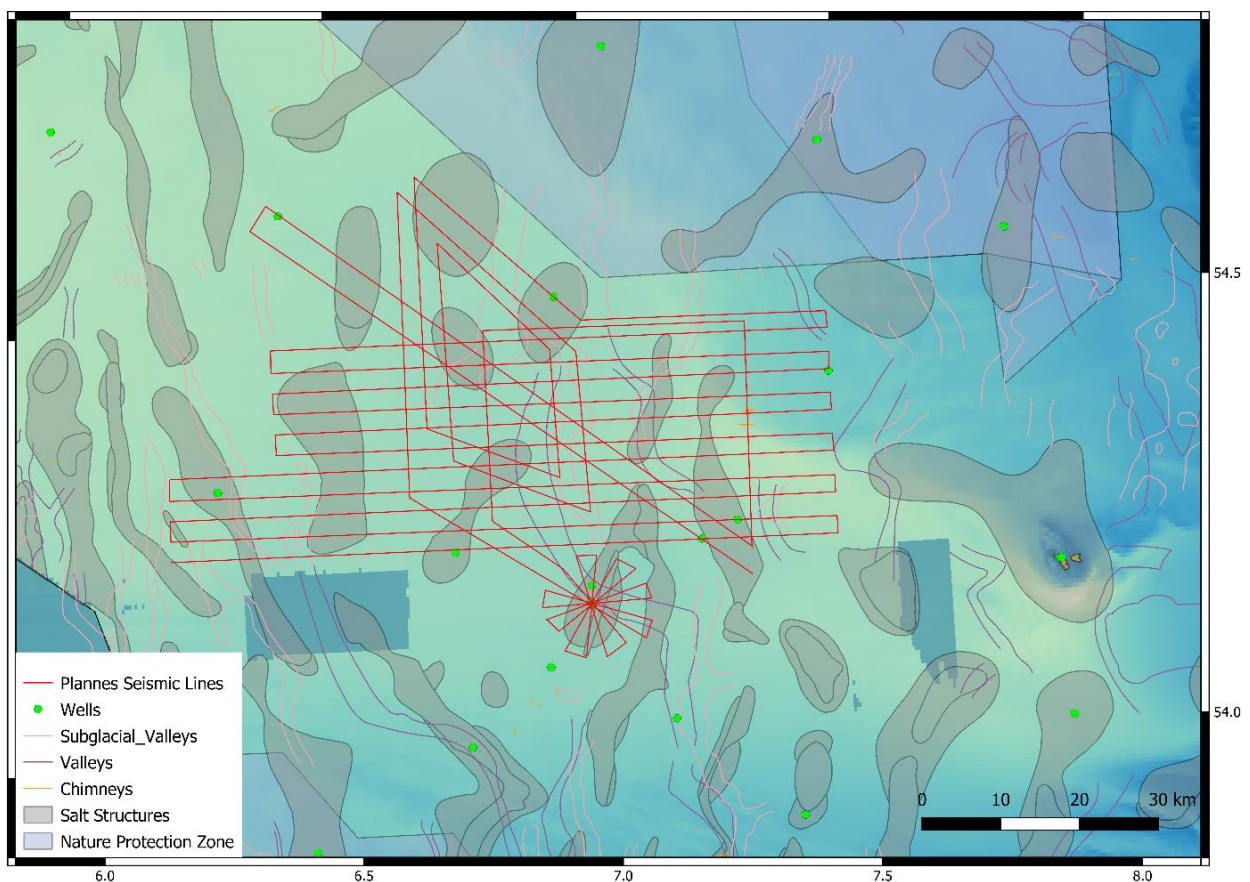 54.5
Plannes Seismic Lines
Wells
Subglacial_Valleys
Valleys
Chimneys
Salt Structures
Nature Protection Zone
54.0
0 10 20 30 km
6.0 6.5 7.0 7.5 8.0